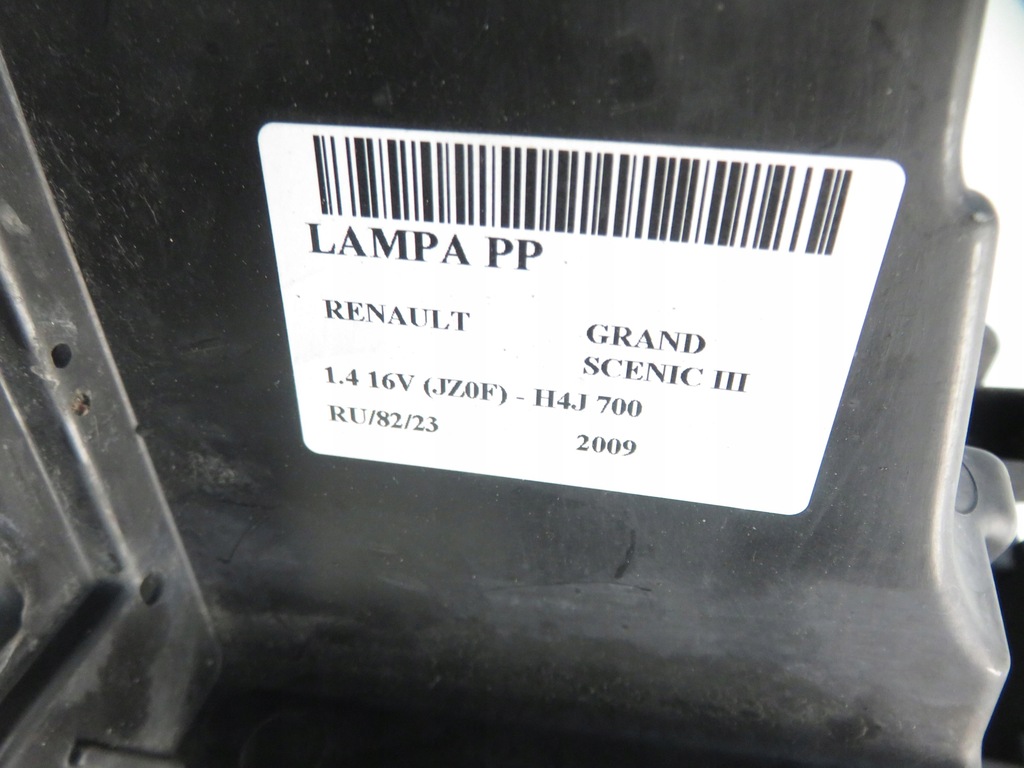 LAMPA PP
RENAULT
GRAND
SCENIC III
1.4 16V (JZ0F) - H4J 700
RU/82/23
2009